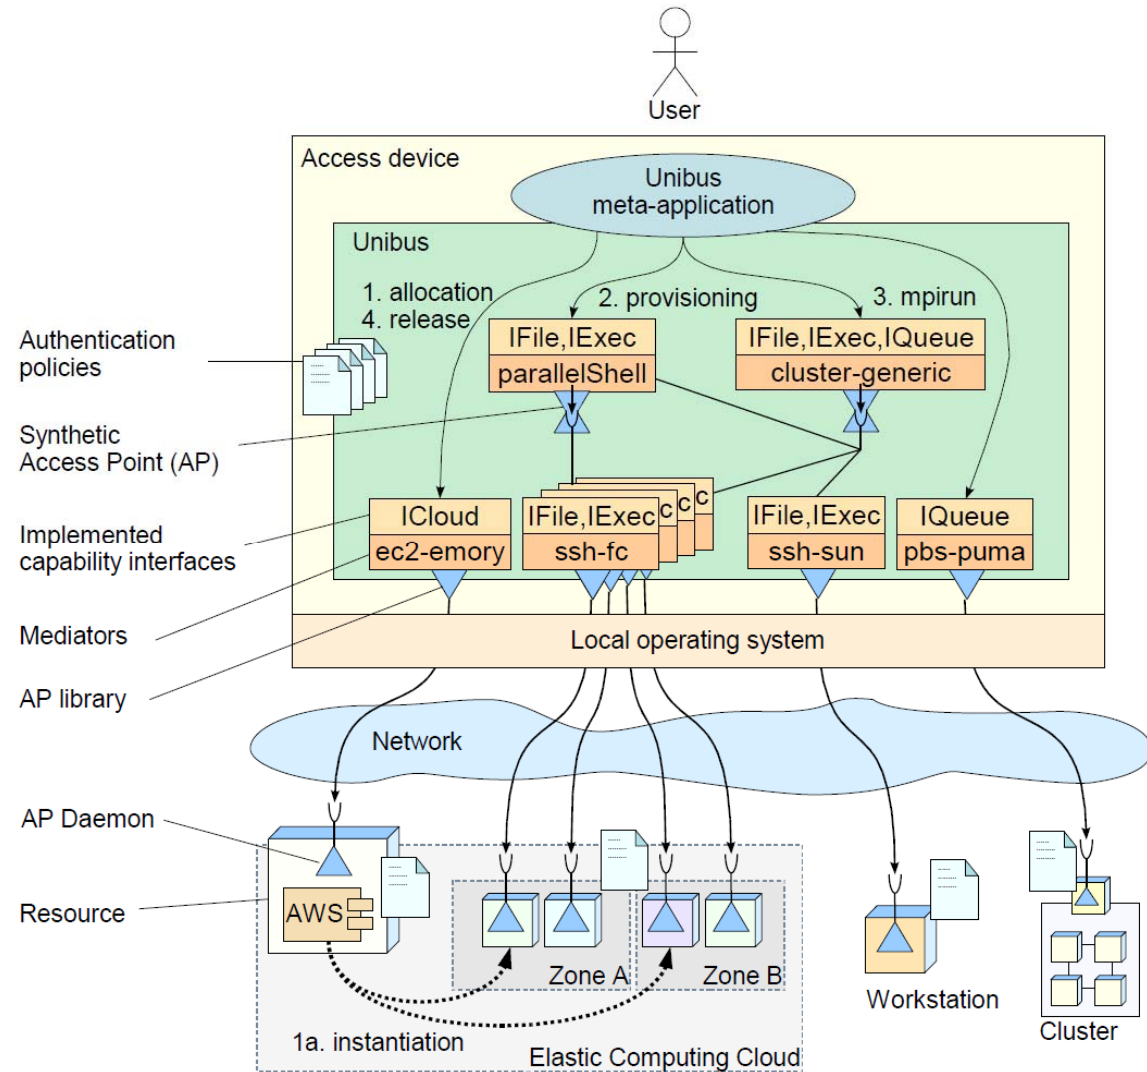 User
Access device
Unibus
meta-application
Unibus
1. allocation
4. release
2. provisioning
3. mpirun
Authentication
policies
IFile,IExec
parallelShell
IFile,IExec,IQueue
cluster-generic
Synthetic
Access Point (AP)
Implemented
capability interfaces
ICloud
ec2-emory
IFile,IExec
ssh-fc
c
c
c
IFile,IExec
ssh-sun
IQueue
pbs-puma
Mediators
Local operating system
AP library
Network
AP Daemon
Resource
AWS
Zone A
Zone B
1a. instantiation
Elastic Computing Cloud
Workstation
Cluster